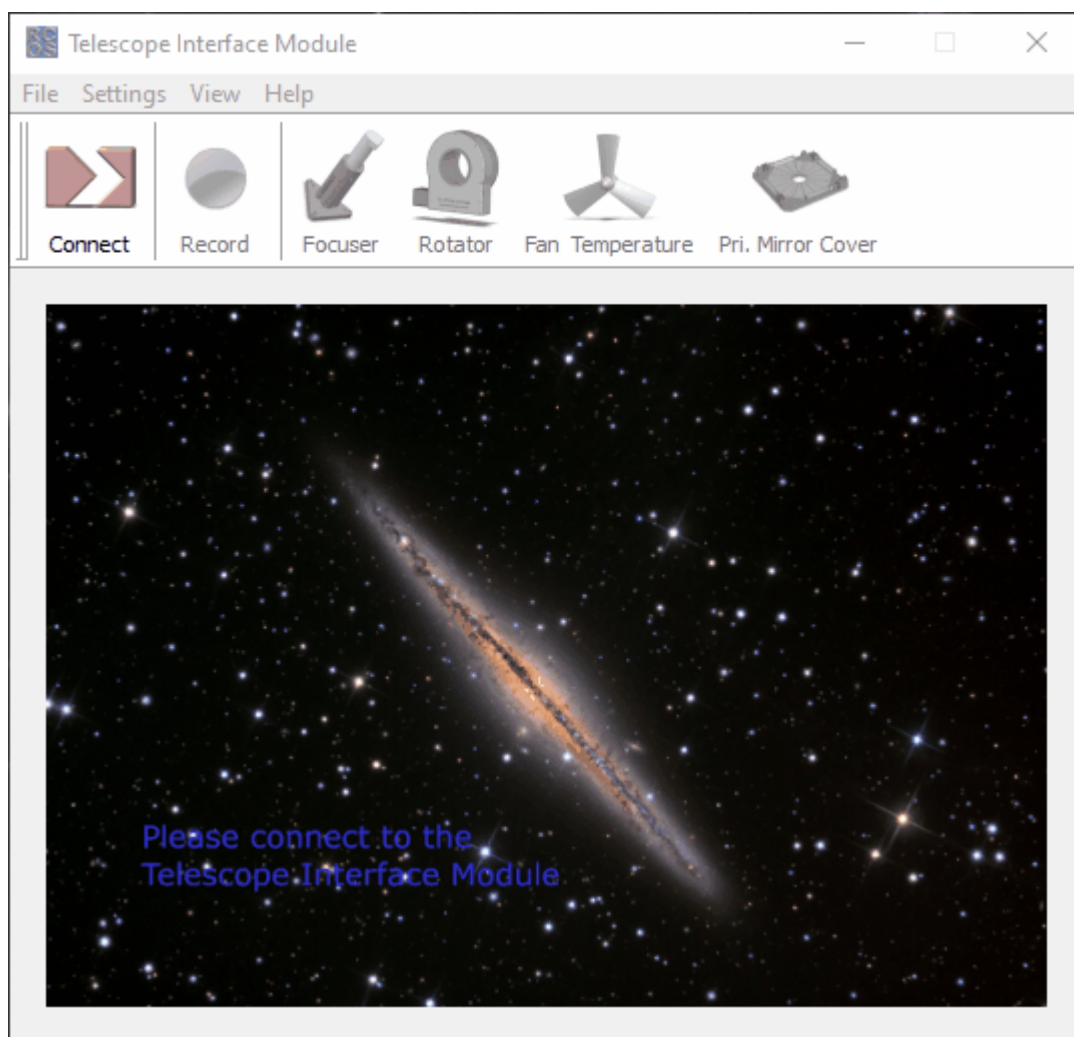 Telescope Interface Module
File Settings View Help
Connect Record Focuser Rotator Fan Temperature Pri. Mirror Cover
Please connect to the
Telescope Interface Module